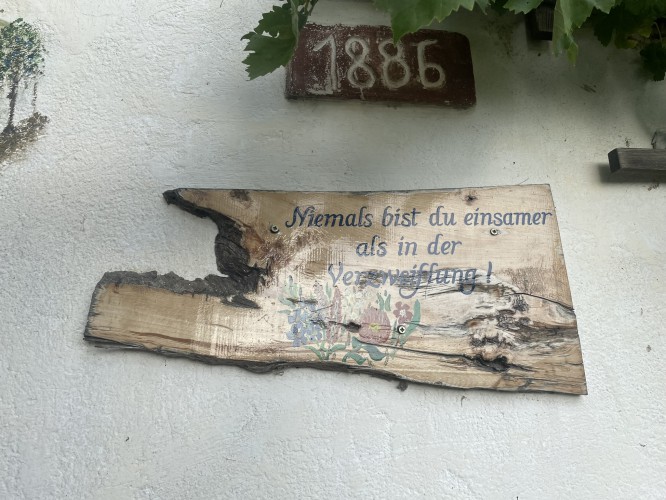 1886
Niemals bist du einsamer
als in der
Verzweiflung!